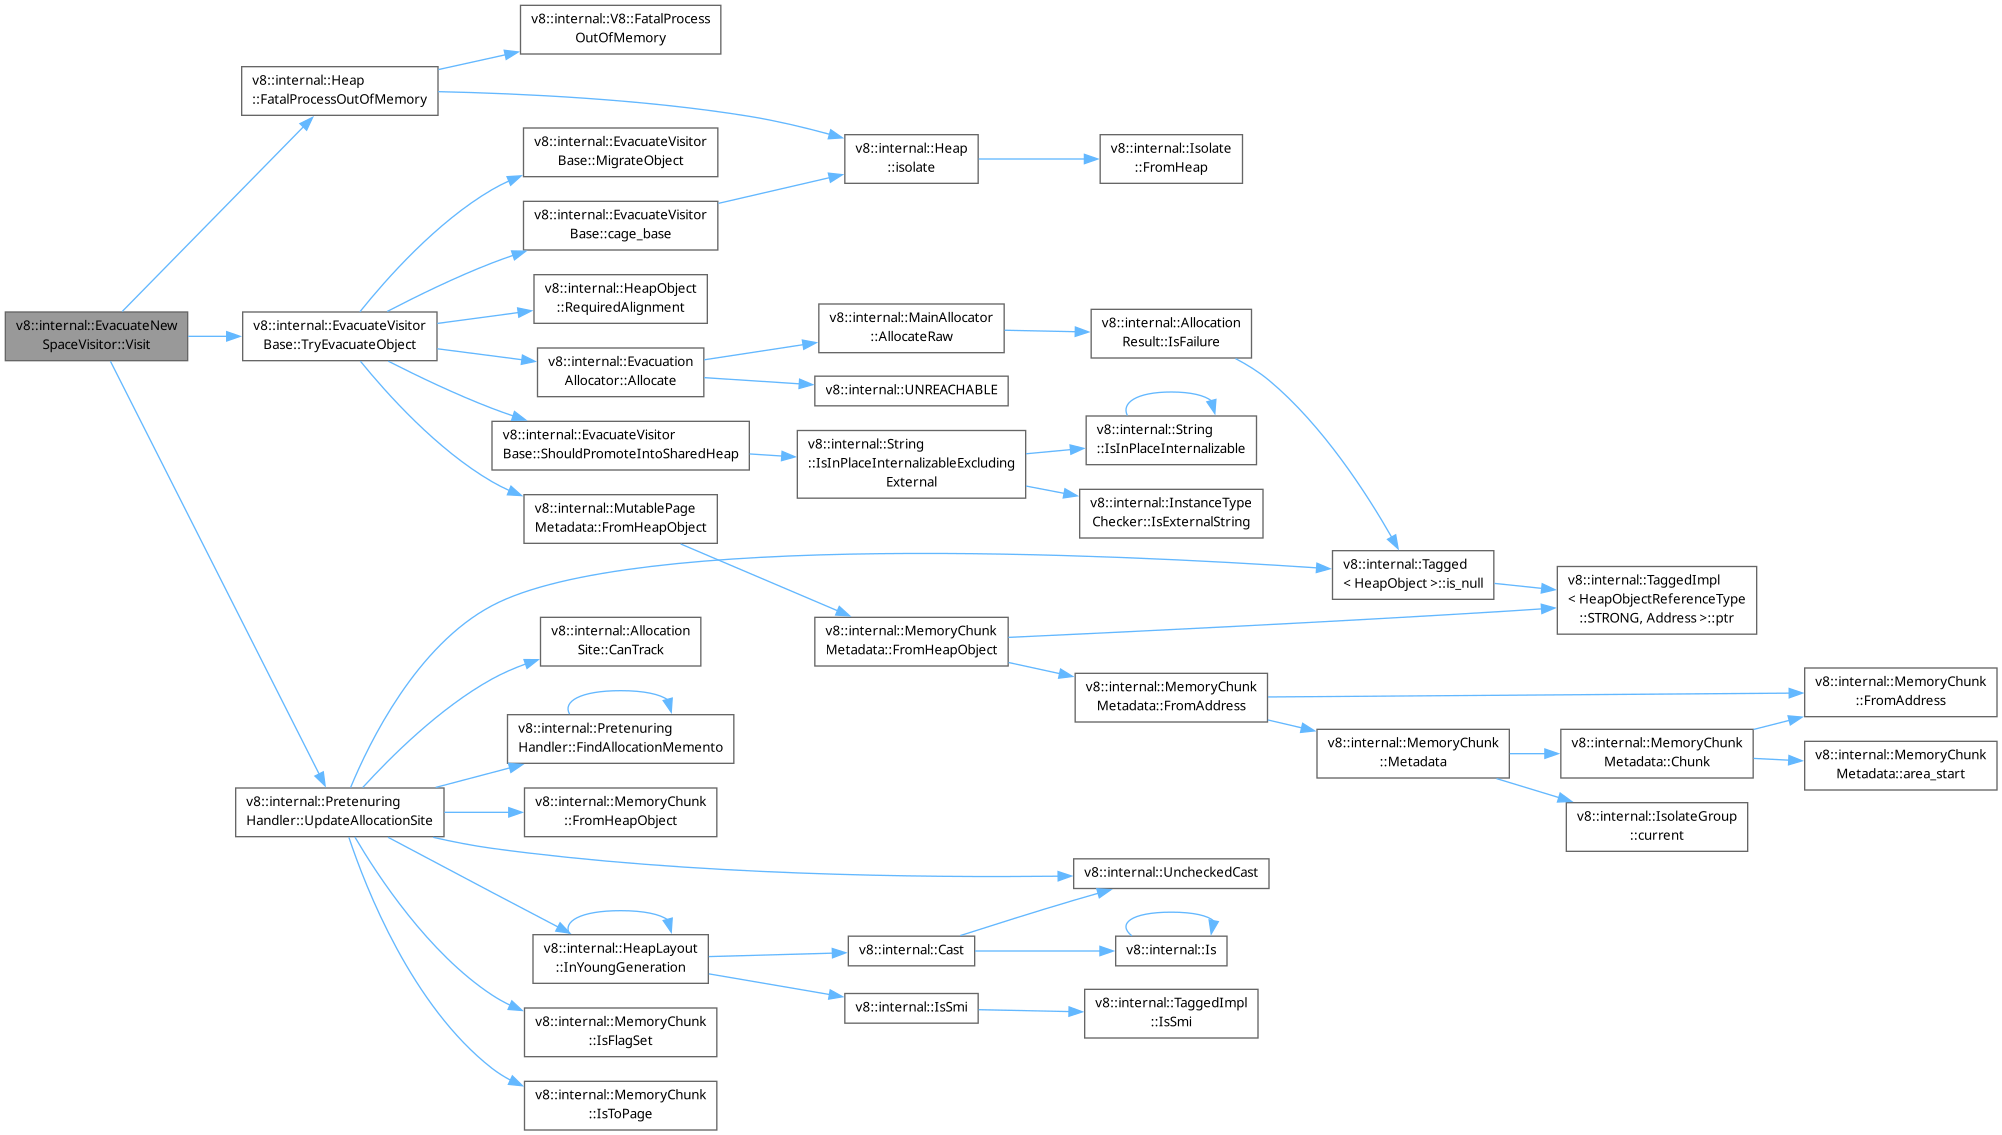 v8::internal::V8::FatalProcess
OutOfMemory
v8::internal::Heap
::FatalProcessOutOfMemory
v8::internal::EvacuateVisitor
Base::MigrateObject
v8::internal::Heap
::isolate
v8::internal::Isolate
::FromHeap
v8::internal::EvacuateVisitor
Base::cage_base
v8::internal::HeapObject
::RequiredAlignment
v8::internal::EvacuateNew
SpaceVisitor::Visit
v8::internal::EvacuateVisitor
Base::TryEvacuateObject
v8::internal::MainAllocator
::AllocateRaw
v8::internal::Allocation
Result::IsFailure
v8::internal::Evacuation
Allocator::Allocate
v8::internal::UNREACHABLE
v8::internal::EvacuateVisitor
Base::ShouldPromoteIntoSharedHeap
v8::internal::String
::IsInPlaceInternalizableExcluding
External
v8::internal::String
::IsInPlaceInternalizable
v8::internal::InstanceType
Checker::IsExternalString
v8::internal::MutablePage
Metadata::FromHeapObject
v8::internal::Tagged
< HeapObject >::is_null
v8::internal::TaggedImpl
< HeapObjectReferenceType
::STRONG, Address >::ptr
v8::internal::Allocation
Site::CanTrack
v8::internal::MemoryChunk
Metadata::FromHeapObject
v8::internal::MemoryChunk
Metadata::FromAddress
v8::internal::MemoryChunk
::FromAddress
v8::internal::Pretenuring
Handler::FindAllocationMemento
v8::internal::MemoryChunk
::Metadata
v8::internal::MemoryChunk
Metadata::Chunk
v8::internal::MemoryChunk
Metadata::area_start
v8::internal::Pretenuring
Handler::UpdateAllocationSite
v8::internal::MemoryChunk
::FromHeapObject
v8::internal::IsolateGroup
::current
v8::internal::UncheckedCast
v8::internal::HeapLayout
::InYoungGeneration
v8::internal::Cast
v8::internal::Is
v8::internal::IsSmi
v8::internal::TaggedImpl
::IsSmi
v8::internal::MemoryChunk
::IsFlagSet
v8::internal::MemoryChunk
::IsToPage